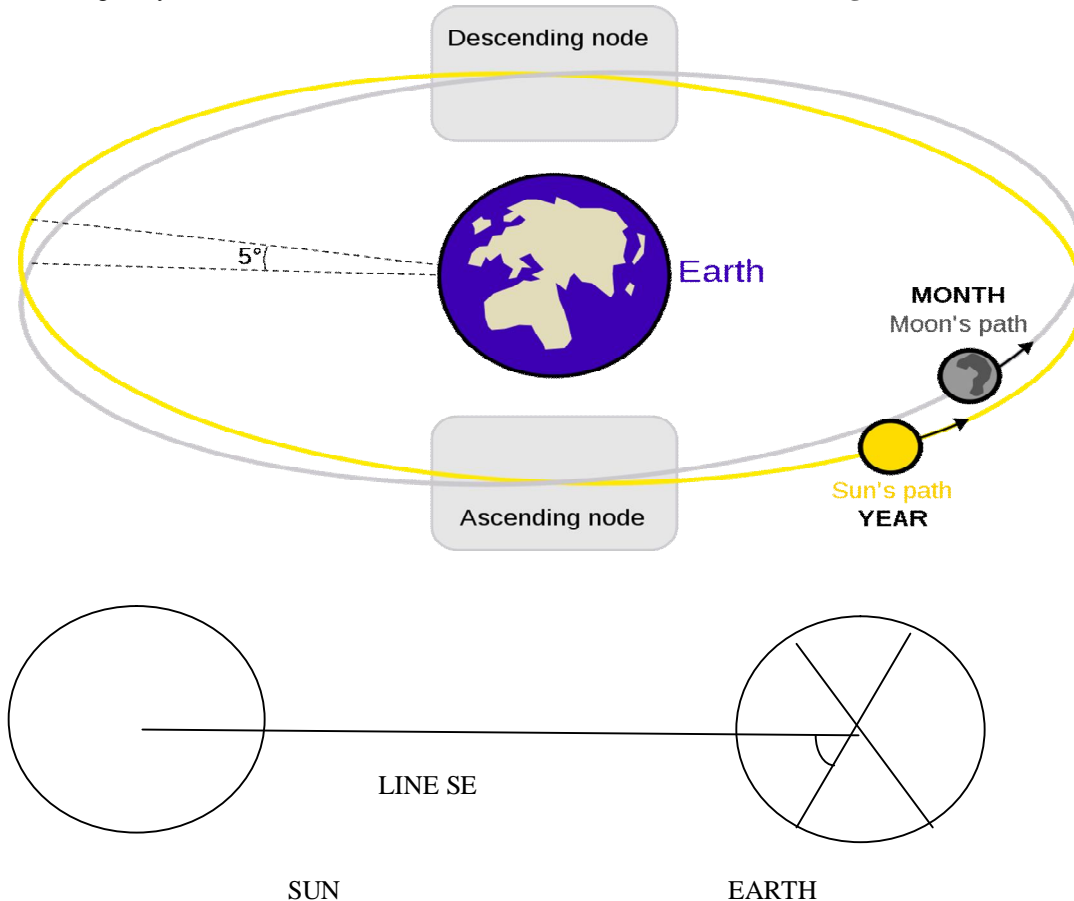 Descending node
5°
Earth
MONTH
Moon's path
Sun's path
YEAR
Ascending node
LINE SE
SUN
EARTH